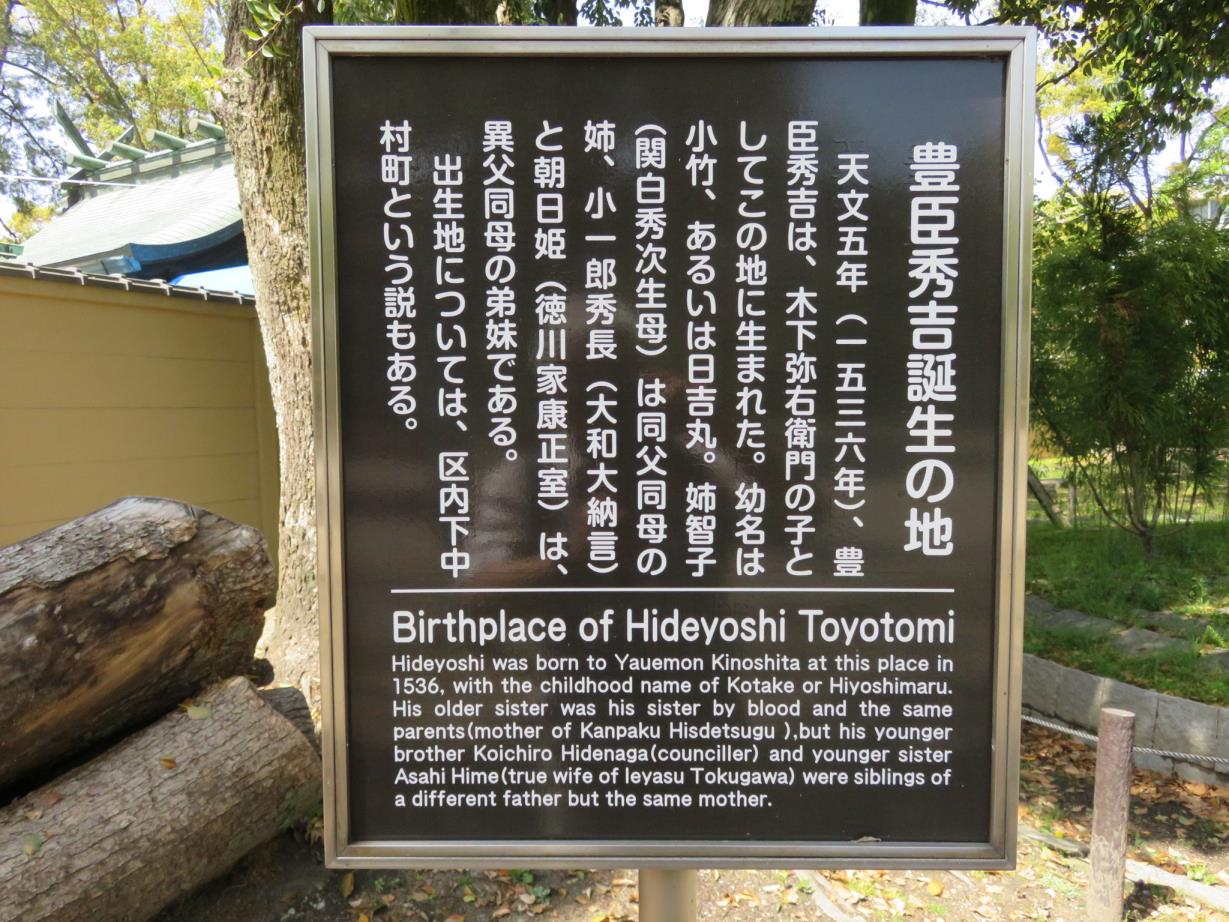 豊臣秀吉誕生の地
天文五年（一五三六年）、豊
臣秀吉は、木下弥右衛門の子と
してこの地に生まれた。幼名は
小竹、あるいは日吉丸。姉智子
（関白秀次生母）は同父同母の
姉、小一郎秀長（大和大納言）
と朝日姫（徳川家康正室）は、
異父同母の弟妹である。
出生地については、区内下中
村町という説もある。
Birthplace of Hideyoshi Toyotomi
Hideyoshi was born to Yauemon Kinoshita at this place in
1536, with the childhood name of Kotake or Hiyoshimaru.
His older sister was his sister by blood and the same
parents(mother of Kanpaku Hisdetsugu ),but his younger
brother Koichiro Hidenaga(counciller) and younger sister
Asahi Hime(true wife of Ieyasu Tokugawa) were siblings of
a different father but the same mother.